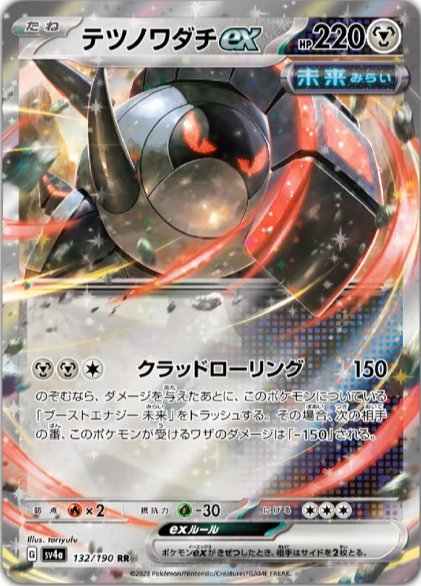 たね テツノワダチex HP220
未来 みらい
クラッドローリング 150
のぞむなら、ダメージを与えたあとに、このポケモンについている
「ブーストエナジー 未来」をトラッシュする。その場合、次の相手
の番、このポケモンが受けるワザのダメージは「-150」される。
弱点 ×2 抵抗力 -30 にげる
exルール
ポケモンexがきぜつしたとき、相手はサイドを2枚とる。
Illus. toriyufu
G sv4a 132/190 RR
©2023 Pokémon/Nintendo/Creatures/GAME FREAK.